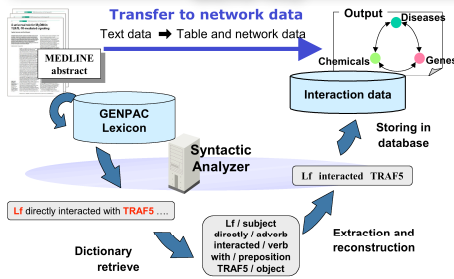 Transfer to network data
Text data ➡ Table and network data
MEDLINE
abstract
Output
Diseases
Chemicals
Genes
Interaction data
GENPAC
Lexicon
Storing in
database
Syntactic
Analyzer
Lf interacted TRAF5
Lf directly interacted with TRAF5 ....
Lf / subject
directly / adverb
interacted / verb
with / preposition
TRAF5 / object
Dictionary
retrieve
Extraction and
reconstruction